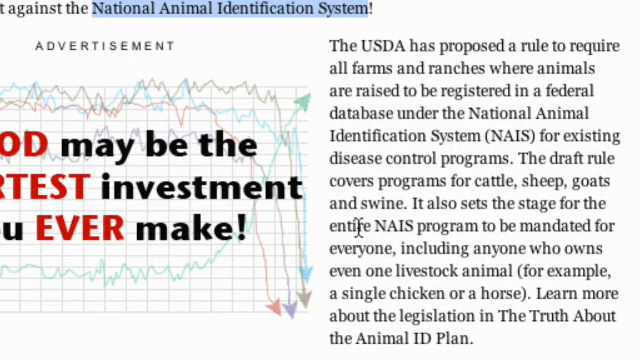 t against the National Animal Identification System!
ADVERTISEMENT
OD may be the
RTEST investment
u EVER make!
The USDA has proposed a rule to require
all farms and ranches where animals
are raised to be registered in a federal
database under the National Animal
Identification System (NAIS) for existing
disease control programs. The draft rule
covers programs for cattle, sheep, goats
and swine. It also sets the stage for the
entire NAIS program to be mandated for
everyone, including anyone who owns
even one livestock animal (for example,
a single chicken or a horse). Learn more
about the legislation in The Truth About
the Animal ID Plan.